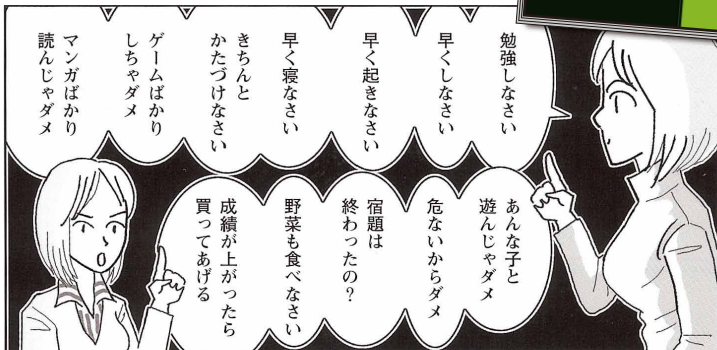 勉強しなさい
早くしなさい
早く起きなさい
早く寝なさい
きちんと
かたづけなさい
ゲームばかり
しちゃダメ
マンガばかり
読んじゃダメ
あんな子と
遊んじゃダメ
危ないからダメ
宿題は
終わったの？
野菜も食べなさい
成績が上がったら
買ってあげる